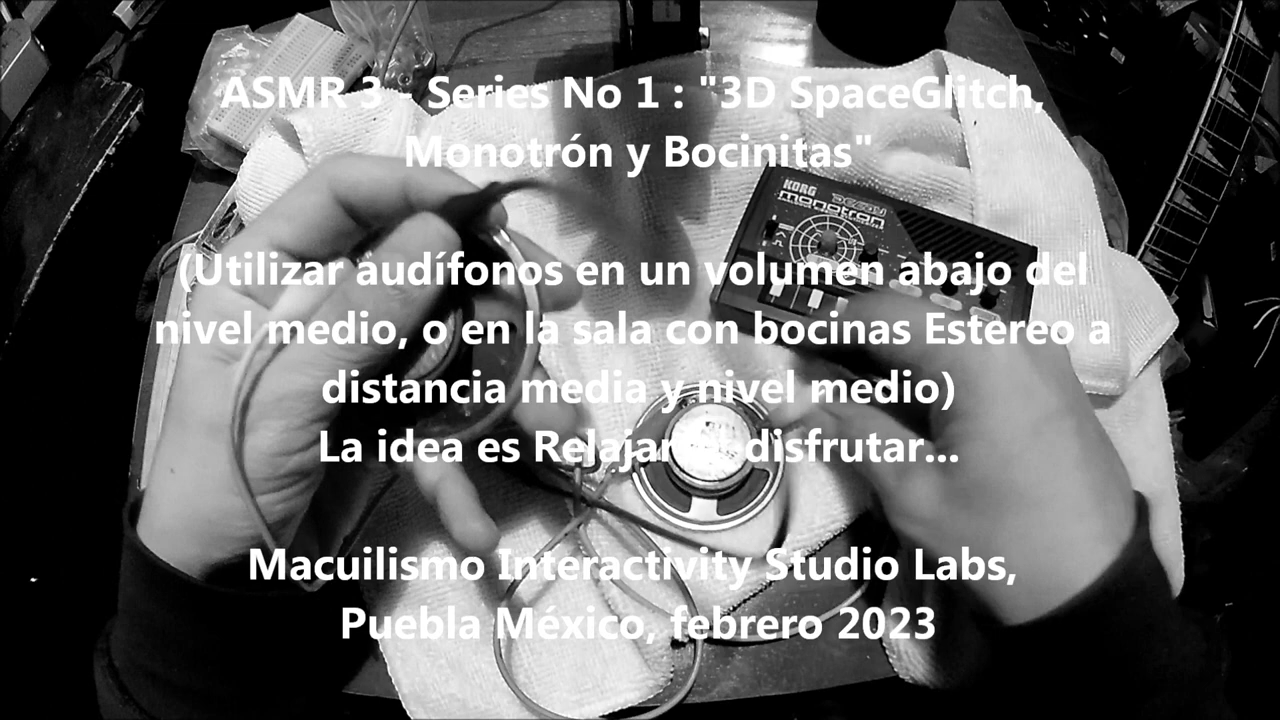 ASMR 3 - Series No 1 : "3D SpaceGlitch,
Monotrón y Bocinitas"
(Utilizar audífonos en un volumen abajo del
nivel medio, o en la sala con bocinas Estereo a
distancia media y nivel medio)
La idea es Relajar disfrutar...
Macuilismo Interactivity Studio Labs,
Puebla México, febrero 2023
KORG
monotron DELAY